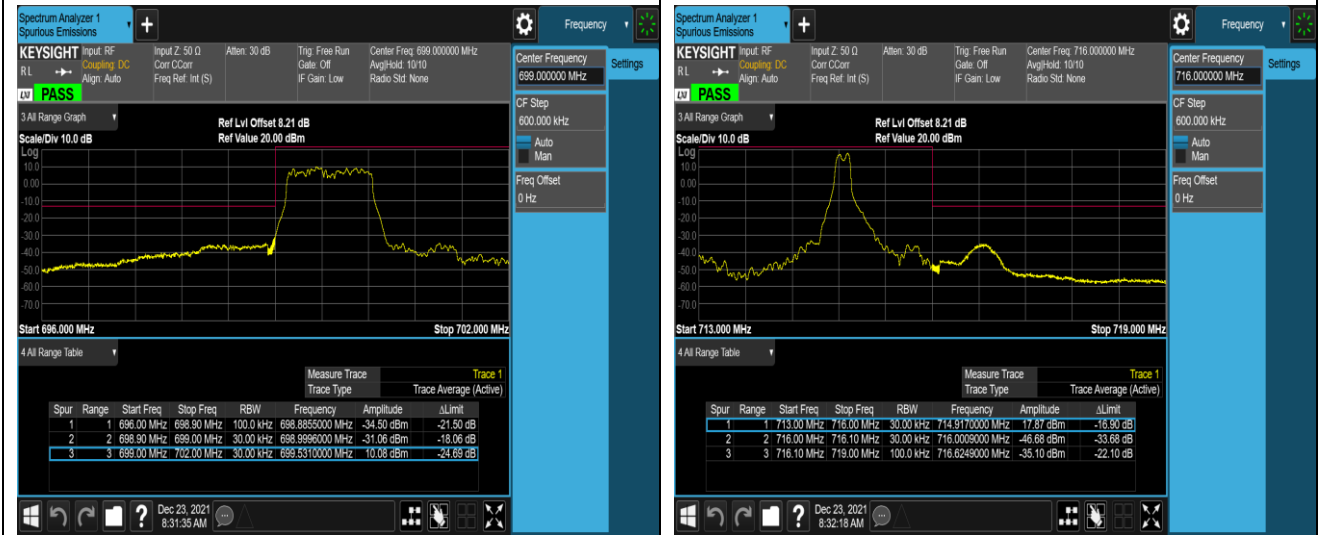 Spectrum Analyzer 1
Spurious Emissions
Frequency
KEYSIGHT Input: RF Input Z: 50 Ω Atten: 30 dB Trig: Free Run Center Freq: 699.000000 MHz
Coupling: DC Corr CCorr Gate: Off Avg|Hold: 10/10
R L Align: Auto Freq Ref: Int (S) IF Gain: Low Radio Std: None
LXI PASS
Center Frequency
699.000000 MHz
Settings
CF Step
600.000 kHz
Auto
Man
Freq Offset
0 Hz
3 All Range Graph
Ref Lvl Offset 8.21 dB
Scale/Div 10.0 dB Ref Value 20.00 dBm
Log
10.0
0.00
-10.0
-20.0
-30.0
-40.0
-50.0
-60.0
-70.0
Start 696.000 MHz Stop 702.000 MHz
4 All Range Table
Measure Trace Trace 1
Trace Type Trace Average (Active)
Spur Range Start Freq Stop Freq RBW Frequency Amplitude ΔLimit
1 1 696.00 MHz 698.90 MHz 100.0 kHz 698.8855000 MHz -34.50 dBm -21.50 dB
2 2 698.90 MHz 699.00 MHz 30.00 kHz 698.9996000 MHz -31.06 dBm -18.06 dB
3 3 699.00 MHz 702.00 MHz 30.00 kHz 699.5310000 MHz 10.08 dBm -24.69 dB
?
Dec 23, 2021
8:31:35 AM
Spectrum Analyzer 1
Spurious Emissions
Frequency
KEYSIGHT Input: RF Input Z: 50 Ω Atten: 30 dB Trig: Free Run Center Freq: 716.000000 MHz
Coupling: DC Corr CCorr Gate: Off Avg|Hold: 10/10
R L Align: Auto Freq Ref: Int (S) IF Gain: Low Radio Std: None
LXI PASS
Center Frequency
716.000000 MHz
Settings
CF Step
600.000 kHz
Auto
Man
Freq Offset
0 Hz
3 All Range Graph
Ref Lvl Offset 8.21 dB
Scale/Div 10.0 dB Ref Value 20.00 dBm
Log
10.0
0.00
-10.0
-20.0
-30.0
-40.0
-50.0
-60.0
-70.0
Start 713.000 MHz Stop 719.000 MHz
4 All Range Table
Measure Trace Trace 1
Trace Type Trace Average (Active)
Spur Range Start Freq Stop Freq RBW Frequency Amplitude ΔLimit
1 1 713.00 MHz 716.00 MHz 30.00 kHz 714.9170000 MHz 17.87 dBm -16.90 dB
2 2 716.00 MHz 716.10 MHz 30.00 kHz 716.0009000 MHz -46.68 dBm -33.68 dB
3 3 716.10 MHz 719.00 MHz 100.0 kHz 716.6249000 MHz -35.10 dBm -22.10 dB
?
Dec 23, 2021
8:32:18 AM